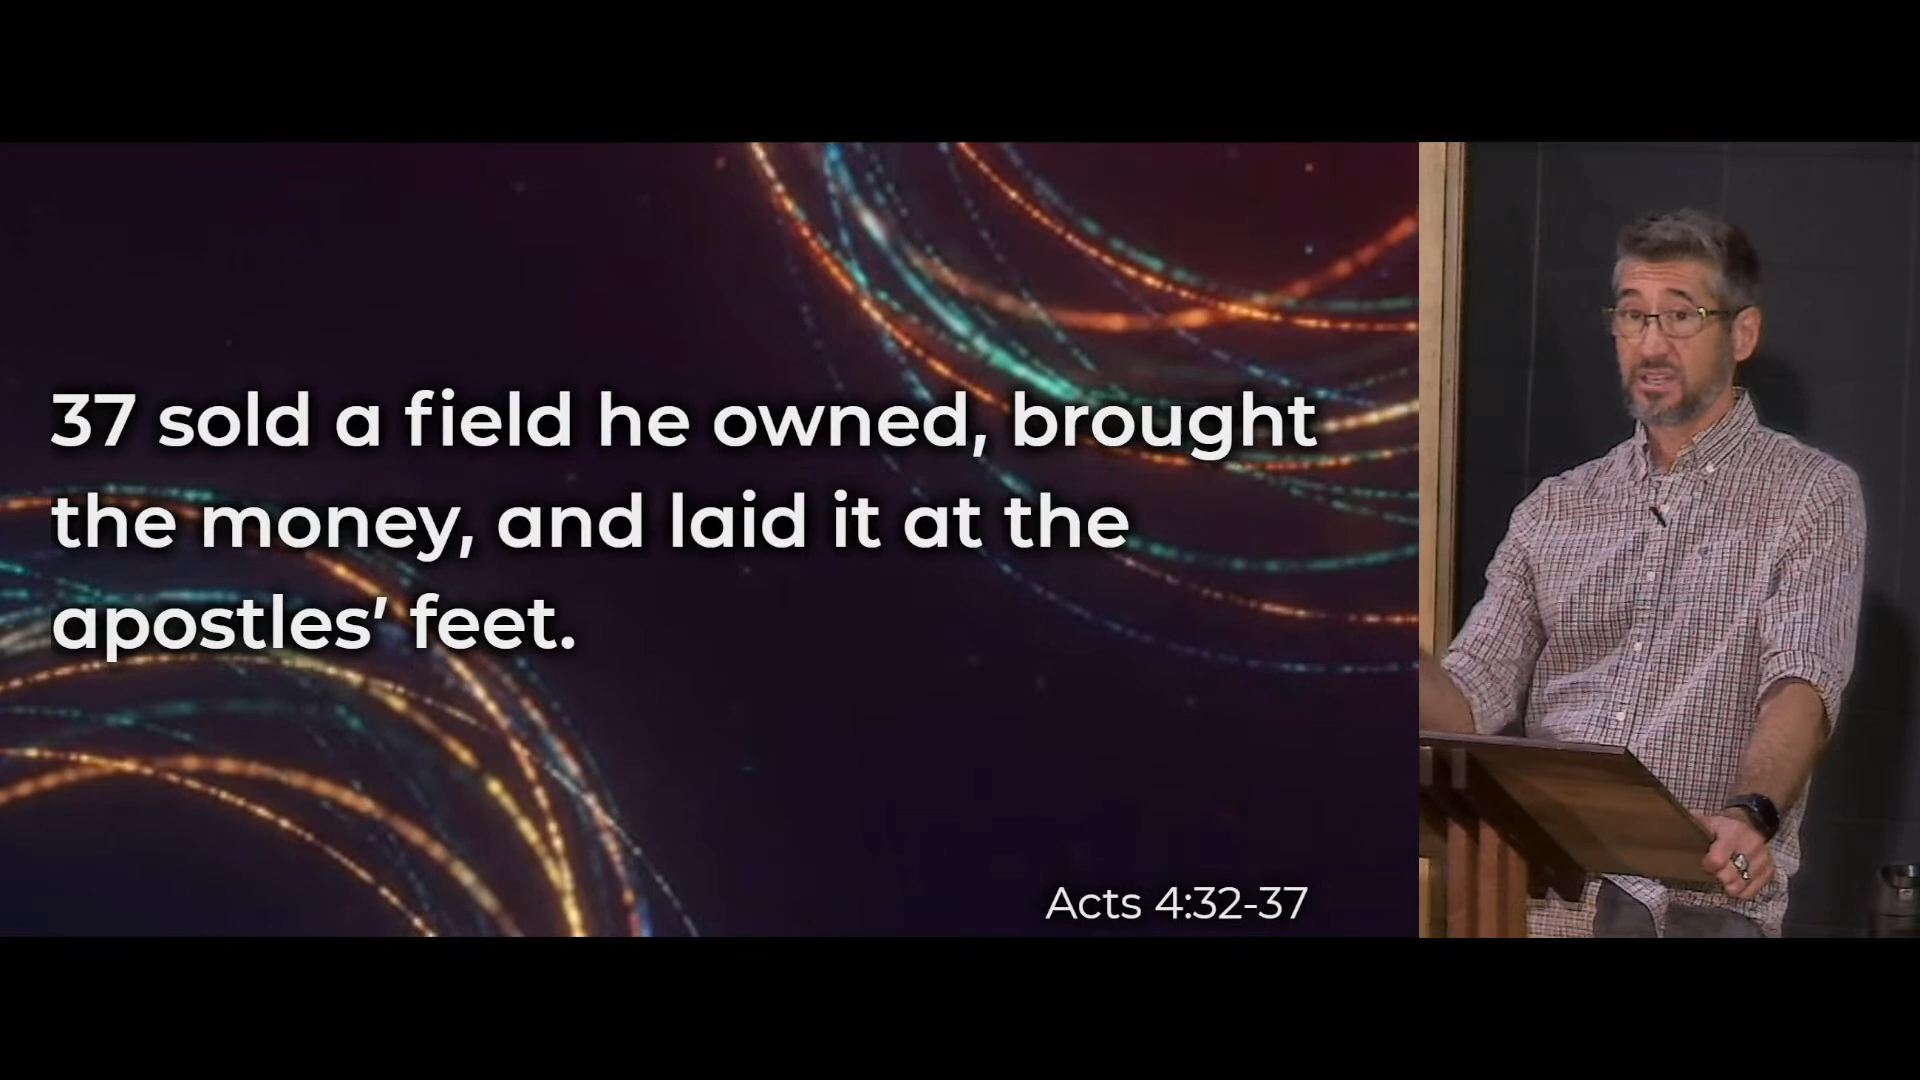 37 sold a field he owned, brought
the money, and laid it at the
apostles’ feet.
Acts 4:32-37